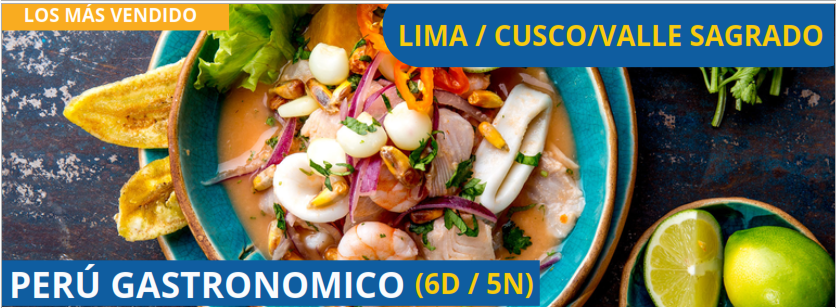 LOS MÁS VENDIDO
LIMA / CUSCO/VALLE SAGRADO
PERÚ GASTRONOMICO (6D / 5N)